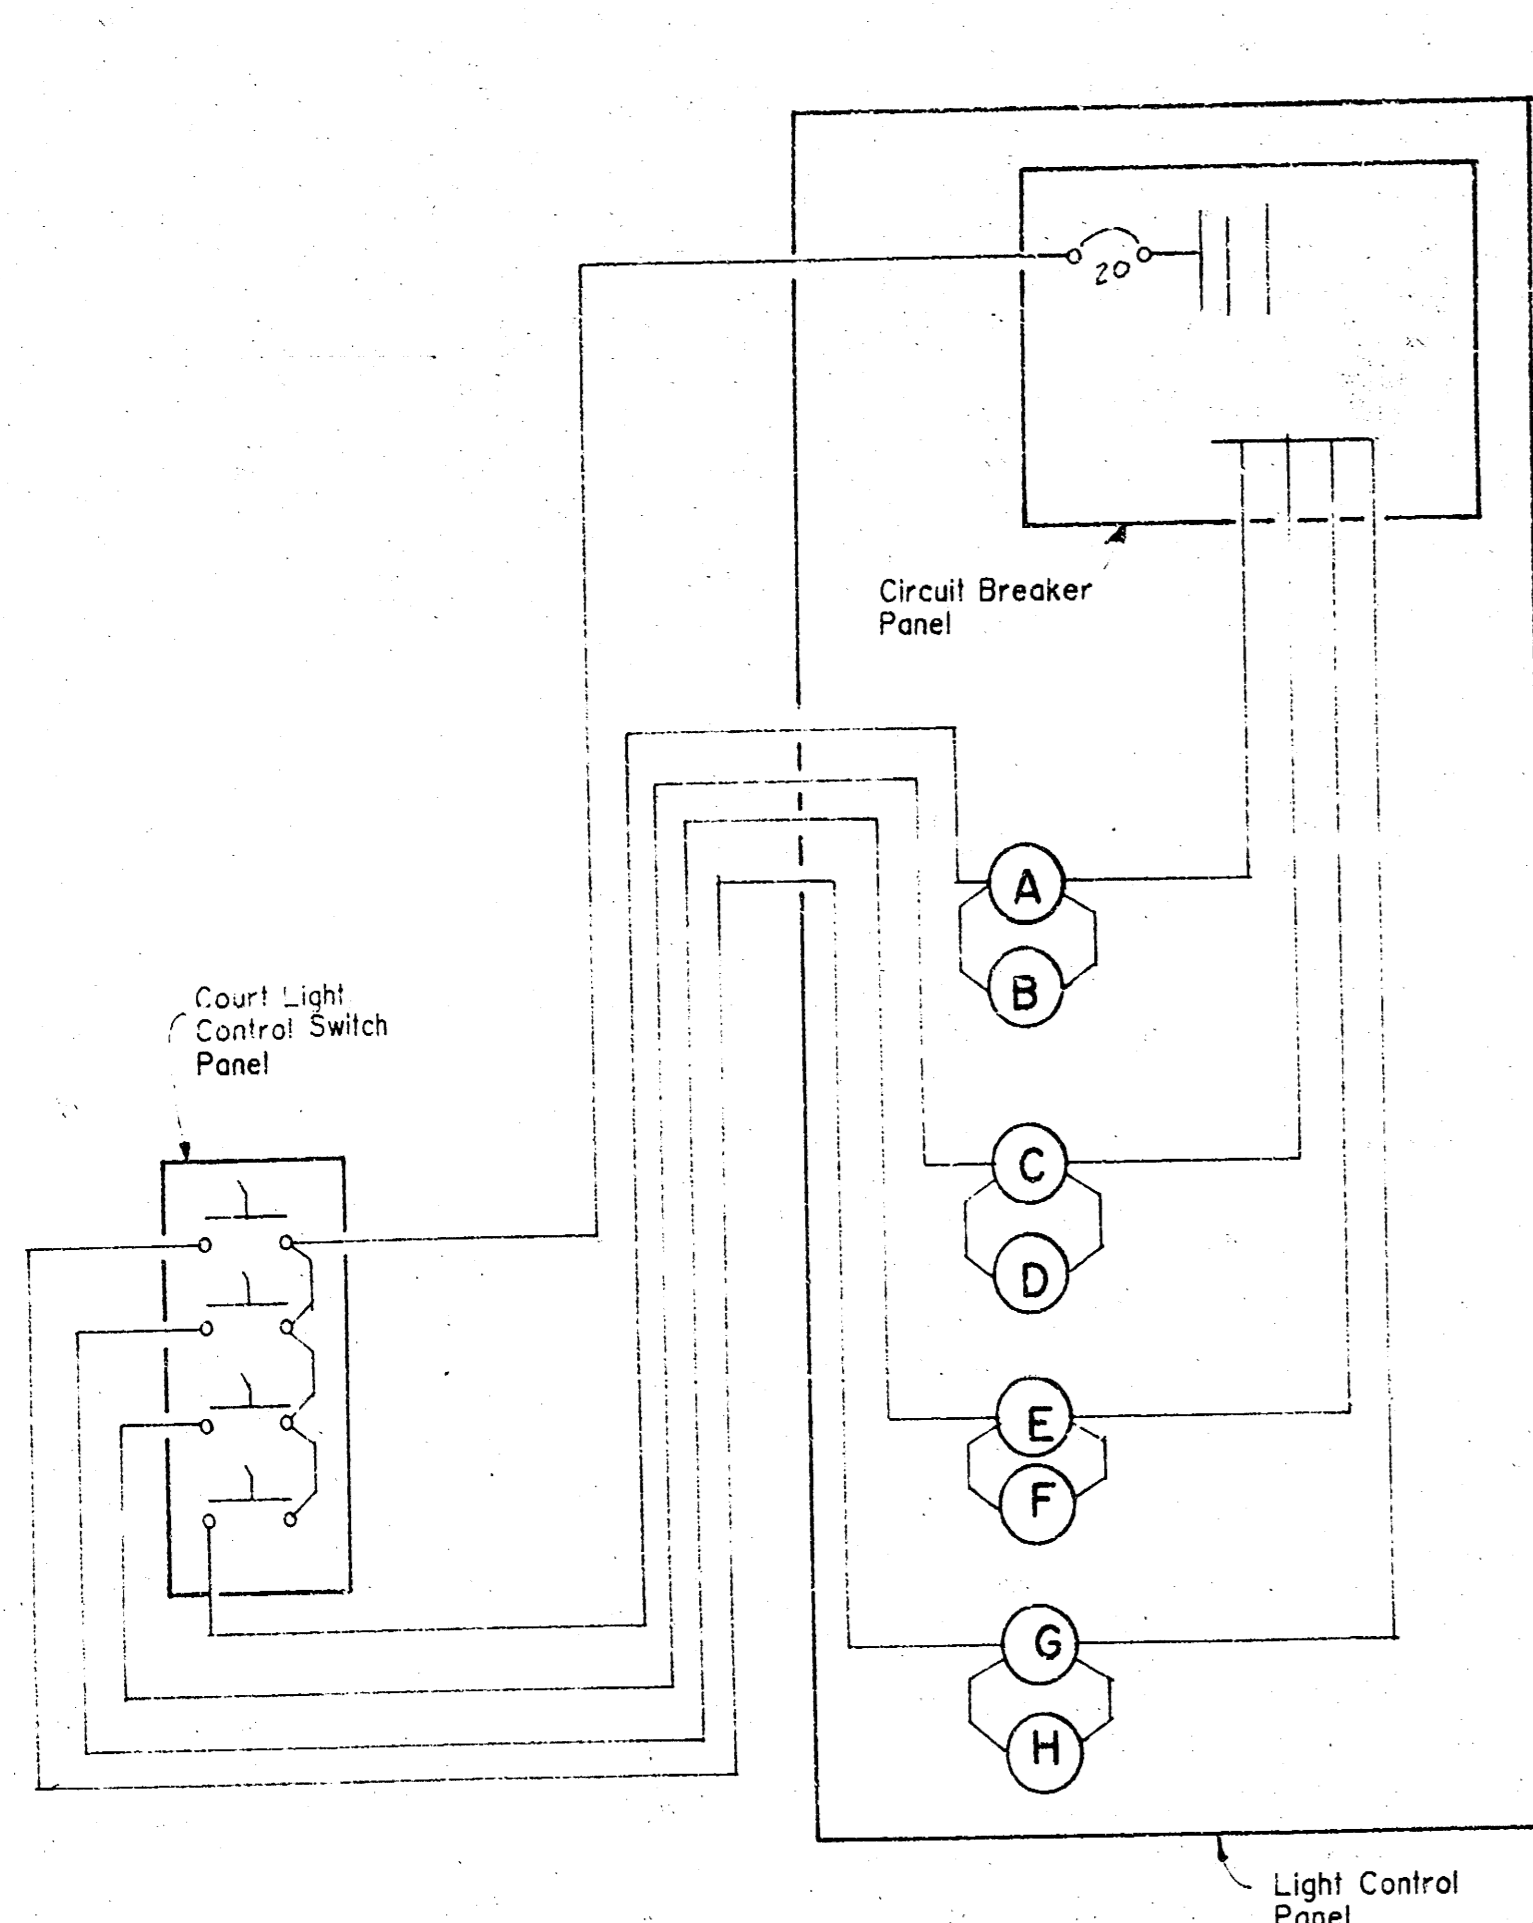 20
Circuit Breaker
Panel
A
B
Court Light
Control Switch
Panel
C
D
E
F
G
H
Light Control
Panel